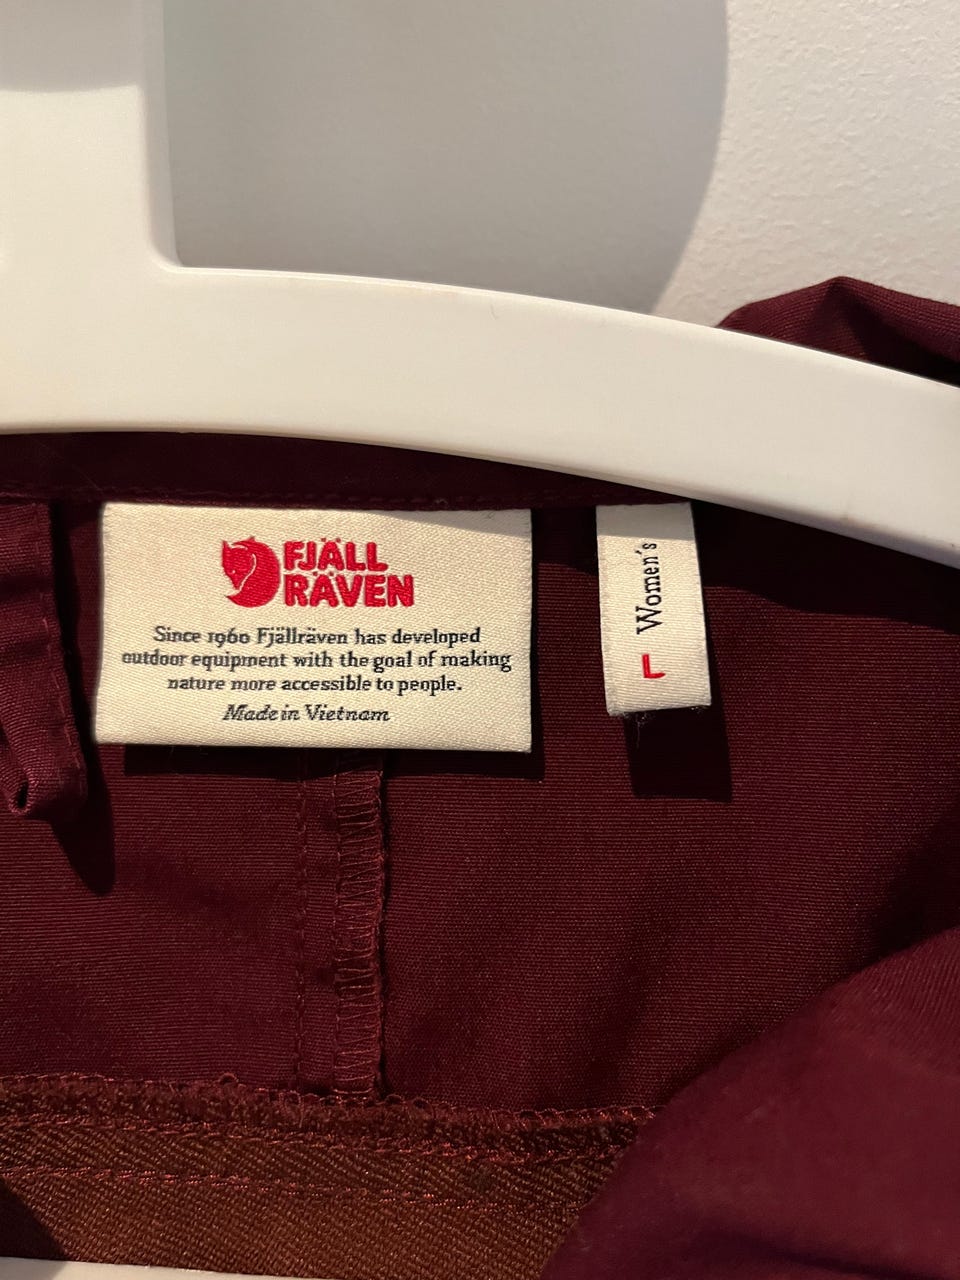 FJÄLL
RÄVEN
Since 1960 Fjällräven has developed
outdoor equipment with the goal of making
nature more accessible to people.
Made in Vietnam
Women's
L